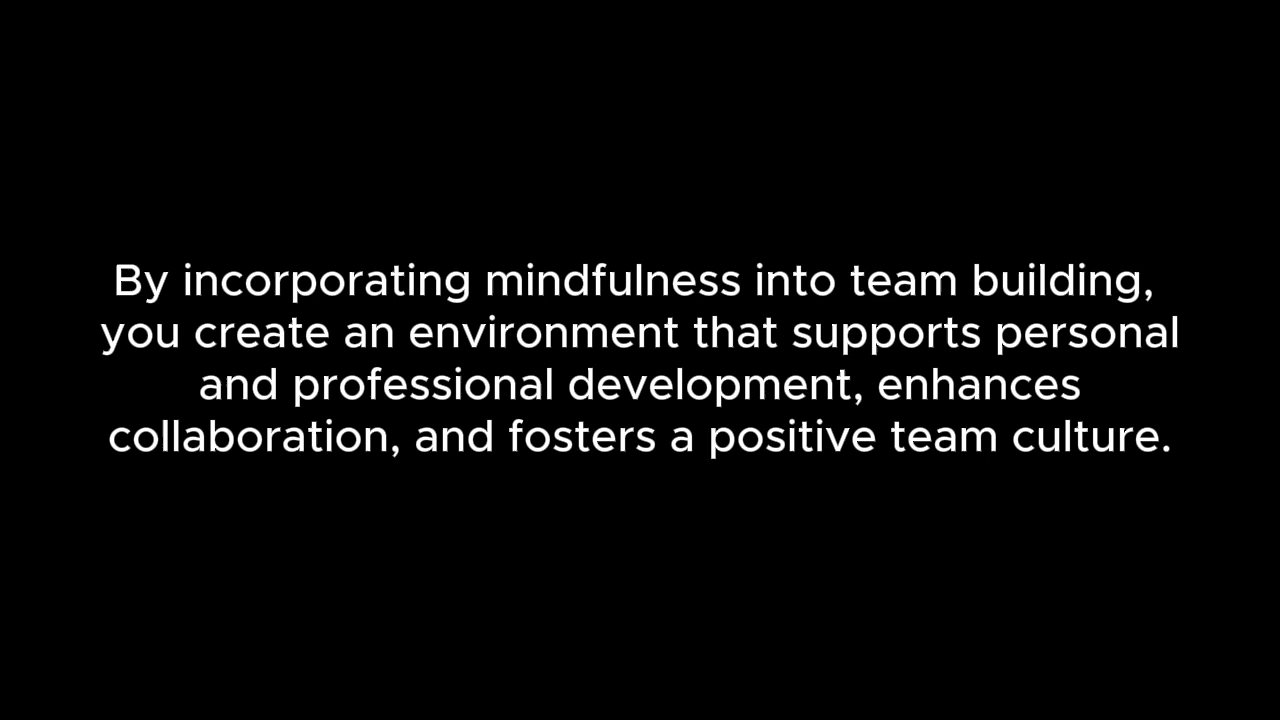 By incorporating mindfulness into team building,
you create an environment that supports personal
and professional development, enhances
collaboration, and fosters a positive team culture.